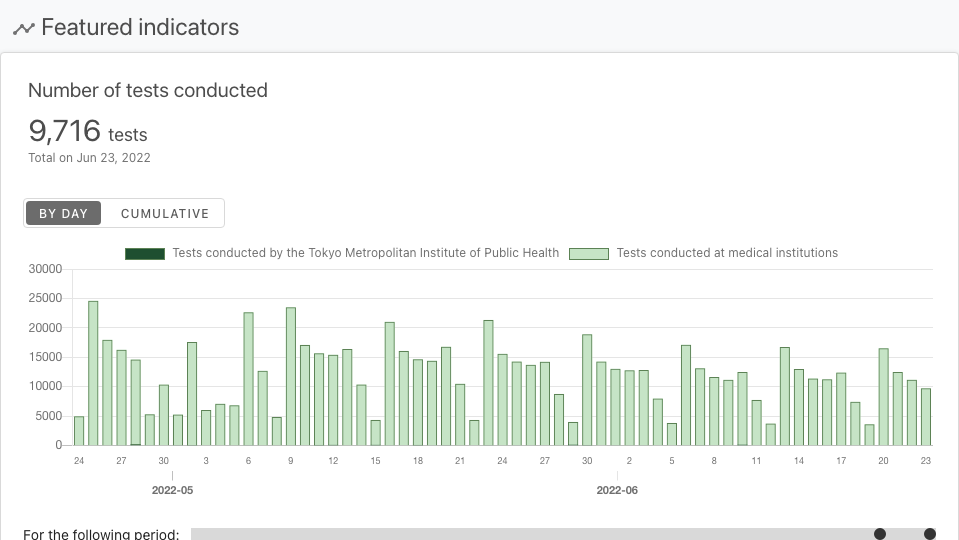 Featured indicators
Number of tests conducted
9,716 tests
Total on Jun 23, 2022
BY DAY CUMULATIVE
Tests conducted by the Tokyo Metropolitan Institute of Public Health Tests conducted at medical institutions
30000
25000
20000
15000
10000
5000
0
24 27 30 3 6 9 12 15 18 21 24 27 30 2 5 8 11 14 17 20 23
2022-05 2022-06
For the following period: